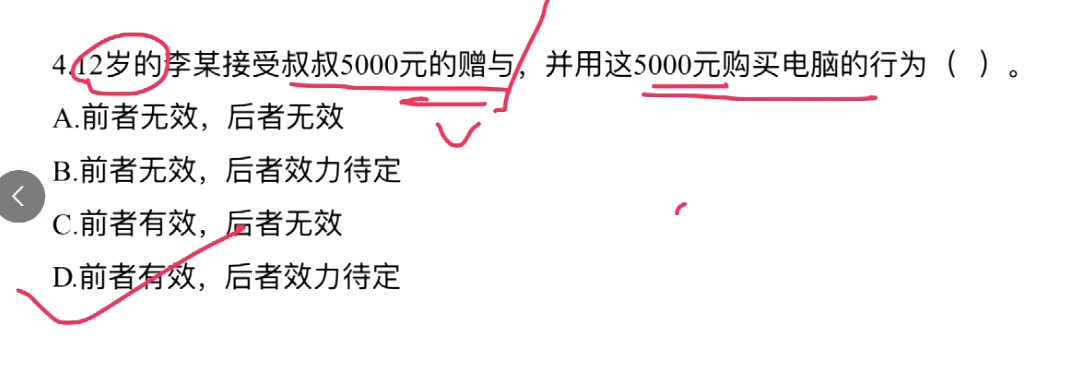 4.12岁的李某接受叔叔5000元的赠与，并用这5000元购买电脑的行为（ ）。
A.前者无效，后者无效
B.前者无效，后者效力待定
C.前者有效，后者无效
D.前者有效，后者效力待定